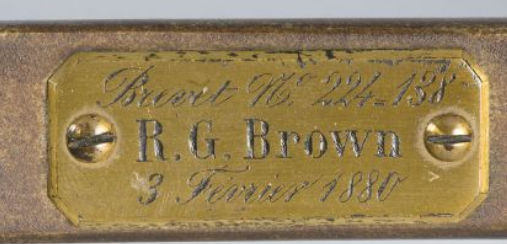 Brevet No. 224-138
R.G. Brown
3 Février 1880